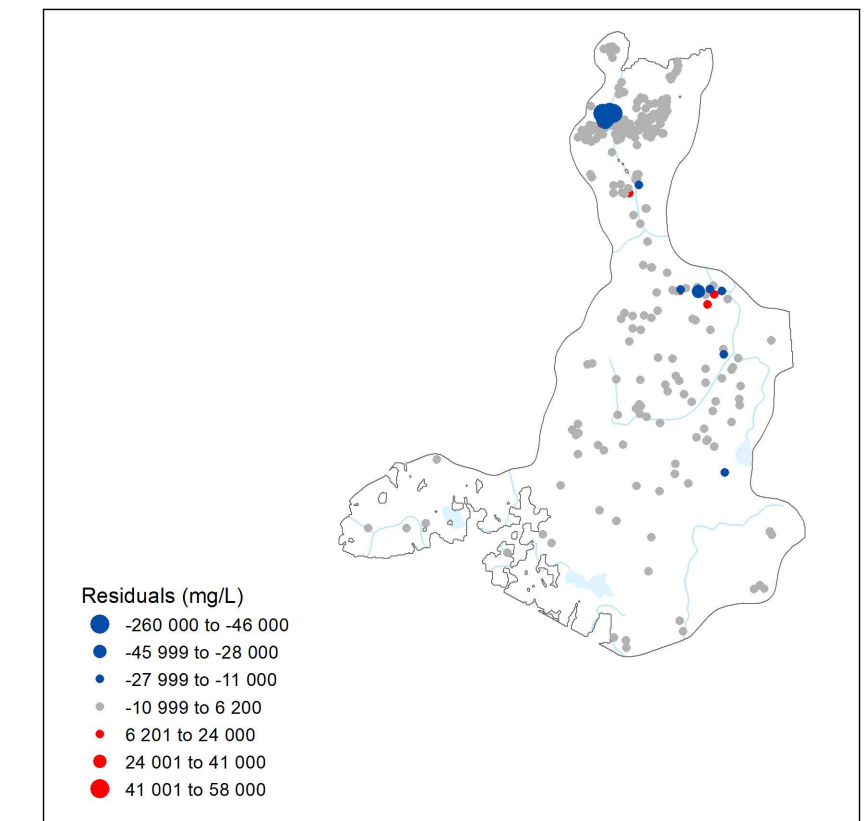 Residuals (mg/L)
-260 000 to -46 000
-45 999 to -28 000
-27 999 to -11 000
-10 999 to 6 200
6 201 to 24 000
24 001 to 41 000
41 001 to 58 000